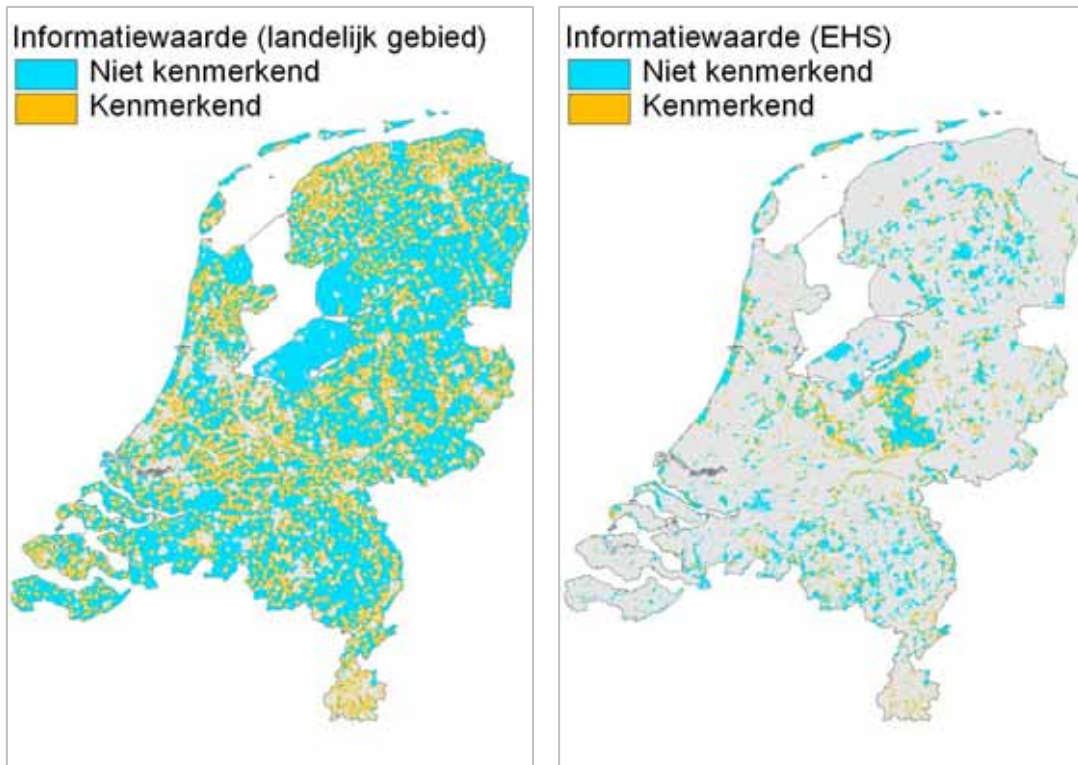 Informatiewaarde (landelijk gebied)
Niet kenmerkend
Kenmerkend
Informatiewaarde (EHS)
Niet kenmerkend
Kenmerkend